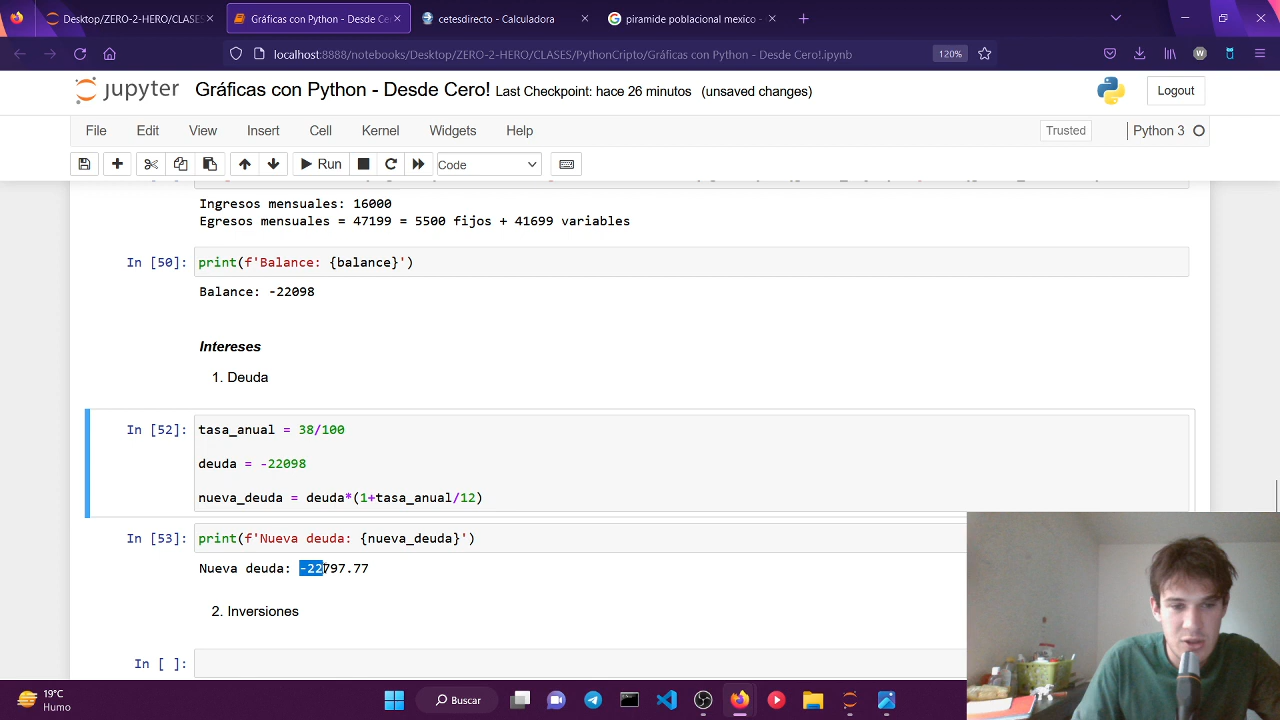 Desktop/ZERO-2-HERO/CLASES
Gráficas con Python - Desde Ce
cetesdirecto - Calculadora
piramide poblacional mexico -
localhost:8888/notebooks/Desktop/ZERO-2-HERO/CLASES/PythonCripto/Gráficas con Python - Desde Cero!.ipynb
120%
jupyter
Gráficas con Python - Desde Cero! Last Checkpoint: hace 26 minutos (unsaved changes)
Logout
File Edit View Insert Cell Kernel Widgets Help
Trusted
Python 3
Run
Code
Ingresos mensuales: 16000
Egresos mensuales = 47199 = 5500 fijos + 41699 variables
In [50]: print(f'Balance: {balance}')
Balance: -22098
Intereses
1. Deuda
In [52]: tasa_anual = 38/100
deuda = -22098
nueva_deuda = deuda*(1+tasa_anual/12)
In [53]: print(f'Nueva deuda: {nueva_deuda}')
Nueva deuda: -22797.77
2. Inversiones
In [ ]:
19°C
Humo
Buscar